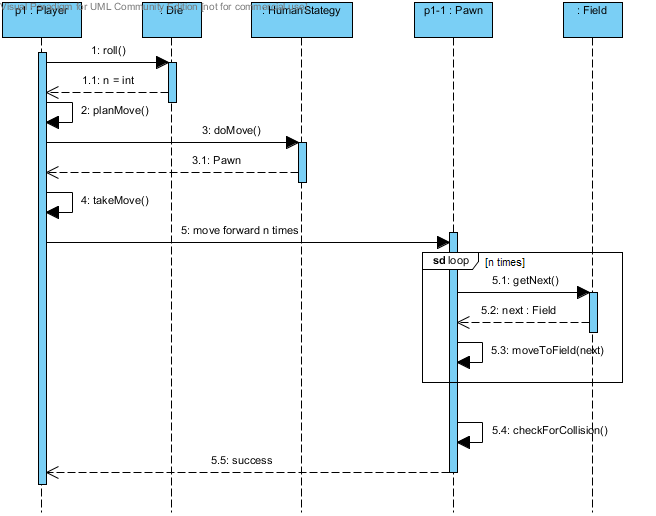 Visual Paradigm for UML Community Edition [not for commercial use]
p1 : Player
: Die
: HumanStategy
p1-1 : Pawn
: Field
1: roll()
1.1: n = int
2: planMove()
3: doMove()
3.1: Pawn
4: takeMove()
5: move forward n times
sd loop
[n times]
5.1: getNext()
5.2: next : Field
5.3: moveToField(next)
5.4: checkForCollision()
5.5: success